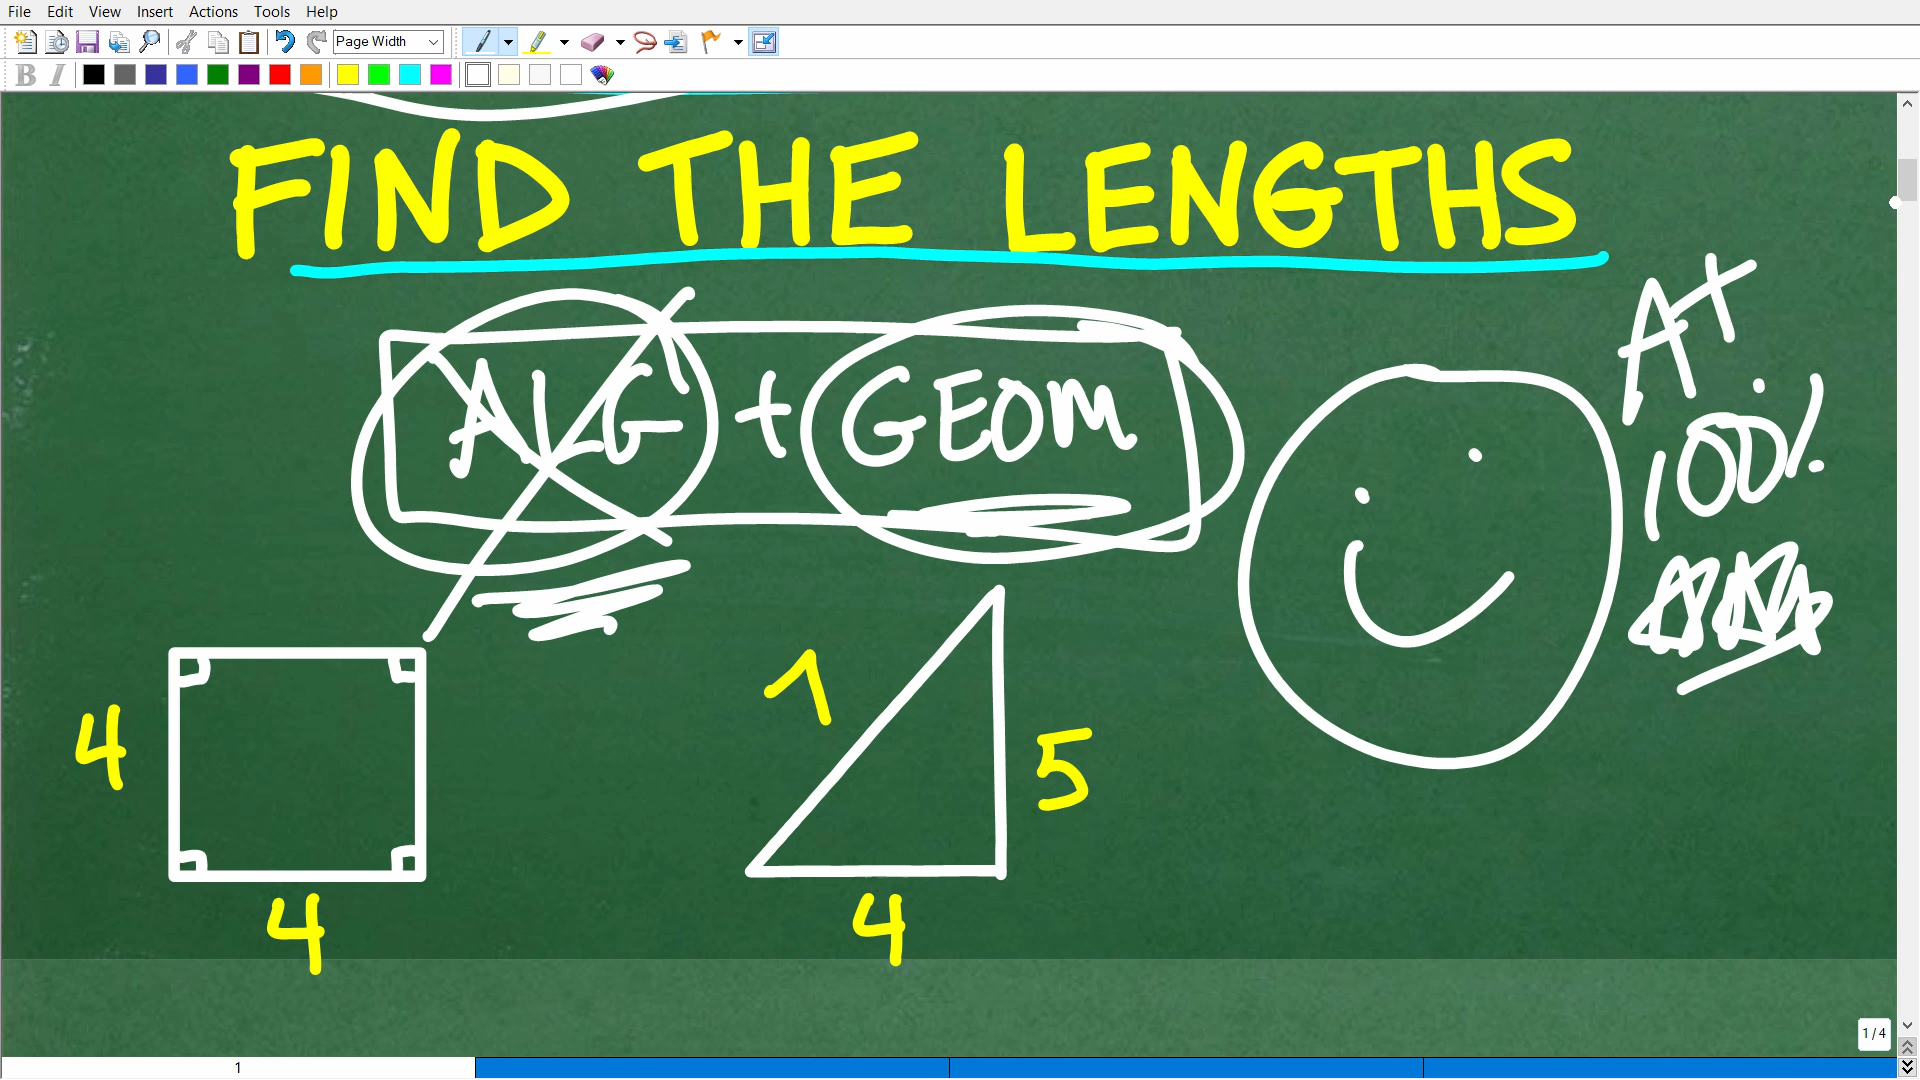 File Edit View Insert Actions Tools Help
Page Width
B I
FIND THE LENGTHS
A+
ALG + GEOM
100%
4
4
1
5
4
1 / 4
1